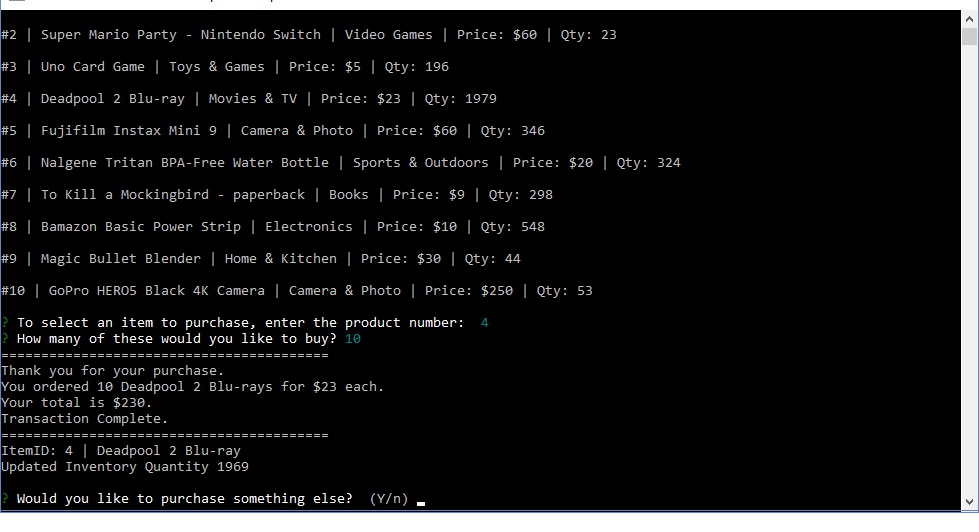 #2 | Super Mario Party - Nintendo Switch | Video Games | Price: $60 | Qty: 23
#3 | Uno Card Game | Toys & Games | Price: $5 | Qty: 196
#4 | Deadpool 2 Blu-ray | Movies & TV | Price: $23 | Qty: 1979
#5 | Fujifilm Instax Mini 9 | Camera & Photo | Price: $60 | Qty: 346
#6 | Nalgene Tritan BPA-Free Water Bottle | Sports & Outdoors | Price: $20 | Qty: 324
#7 | To Kill a Mockingbird - paperback | Books | Price: $9 | Qty: 298
#8 | Bamazon Basic Power Strip | Electronics | Price: $10 | Qty: 548
#9 | Magic Bullet Blender | Home & Kitchen | Price: $30 | Qty: 44
#10 | GoPro HERO5 Black 4K Camera | Camera & Photo | Price: $250 | Qty: 53
? To select an item to purchase, enter the product number:  4
? How many of these would you like to buy? 10
=========================================
Thank you for your purchase.
You ordered 10 Deadpool 2 Blu-rays for $23 each.
Your total is $230.
Transaction Complete.
=========================================
ItemID: 4 | Deadpool 2 Blu-ray
Updated Inventory Quantity 1969
? Would you like to purchase something else?  (Y/n)